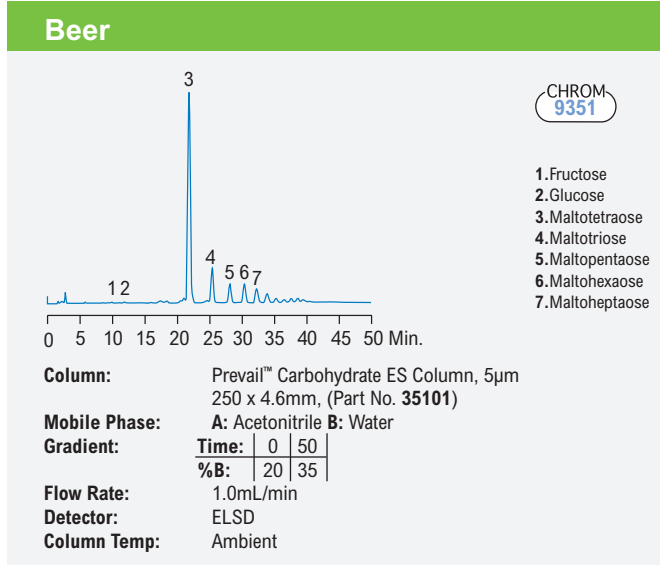 Beer
CHROM
9351
3
4
5 6 7
1 2
0 5 10 15 20 25 30 35 40 45 50 Min.
1.Fructose
2.Glucose
3.Maltotetraose
4.Maltotriose
5.Maltopentaose
6.Maltohexaose
7.Maltoheptaose
Column: Prevail™ Carbohydrate ES Column, 5µm
250 x 4.6mm, (Part No. 35101)
Mobile Phase: A: Acetonitrile B: Water
Gradient: Time: 0 50
%B: 20 35
Flow Rate: 1.0mL/min
Detector: ELSD
Column Temp: Ambient